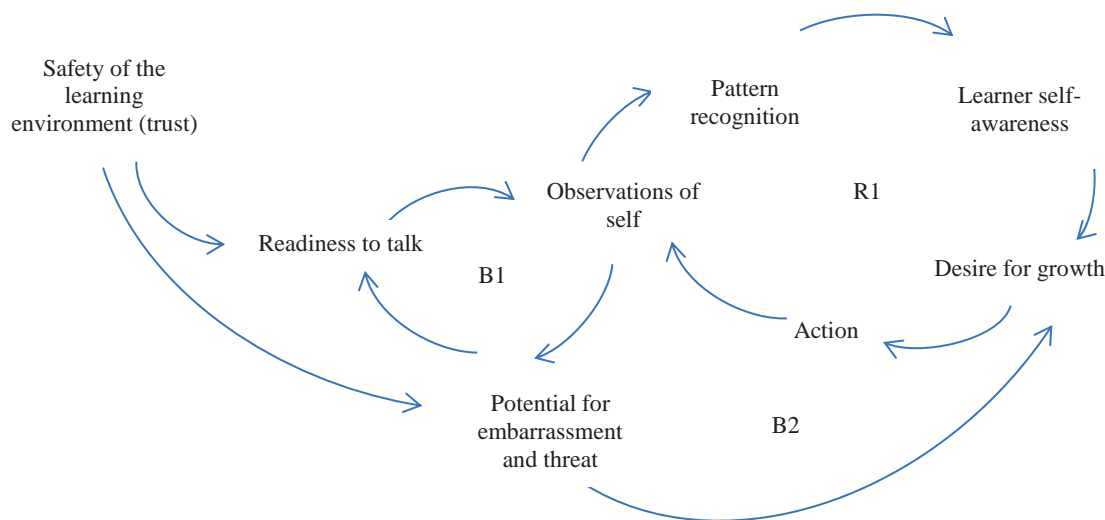 Safety of the
learning
environment (trust)
Pattern
recognition
Learner self-
awareness
Observations of
self
R1
Readiness to talk
B1
Desire for growth
Action
Potential for
embarrassment
and threat
B2